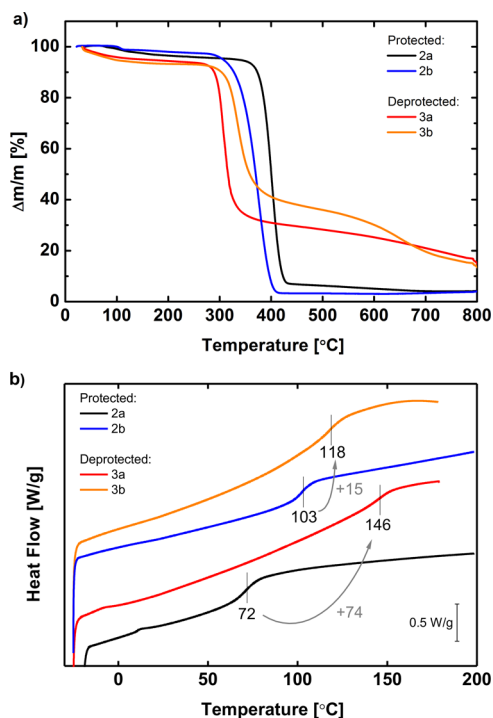 a)
100
80
60
40
20
0
Δm/m [%]
Protected:
2a
2b
Deprotected:
3a
3b
0 100 200 300 400 500 600 700 800
Temperature [°C]
b)
Protected:
2a
2b
Deprotected:
3a
3b
Heat Flow [W/g]
118
+15
103
146
72
+74
0.5 W/g
0 50 100 150 200
Temperature [°C]